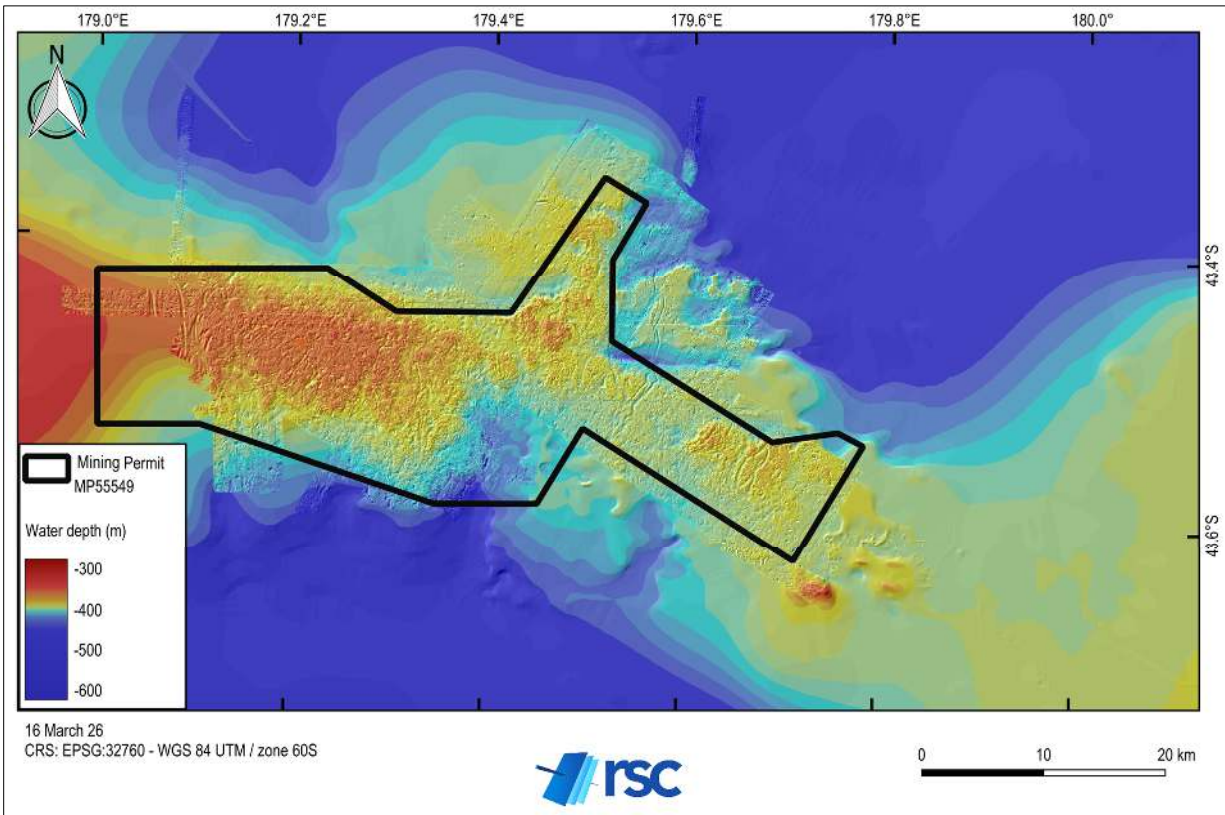 179.0°E 179.2°E 179.4°E 179.6°E 179.8°E 180.0°
N
43.4°S
43.6°S
Mining Permit
MP55549
Water depth (m)
-300
-400
-500
-600
16 March 26
CRS: EPSG:32760 - WGS 84 UTM / zone 60S
rsc
0 10 20 km